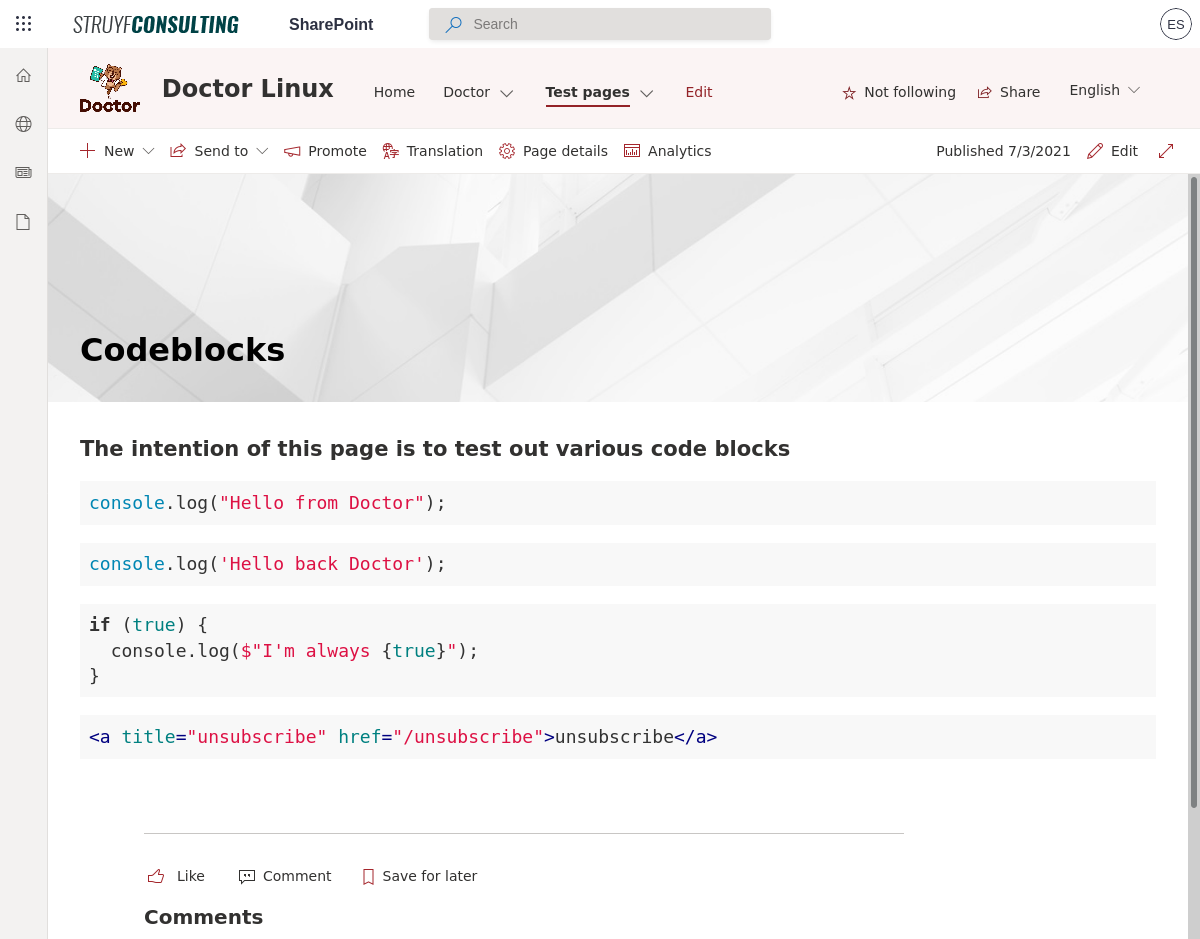 STRUYFCONSULTING SharePoint Search ES
Doctor Doctor Linux Home Doctor Test pages Edit Not following Share English
New Send to Promote Translation Page details Analytics Published 7/3/2021 Edit
Codeblocks
The intention of this page is to test out various code blocks
console.log("Hello from Doctor");
console.log('Hello back Doctor');
if (true) {
  console.log($"I'm always {true}");
}
<a title="unsubscribe" href="/unsubscribe">unsubscribe</a>
Like Comment Save for later
Comments